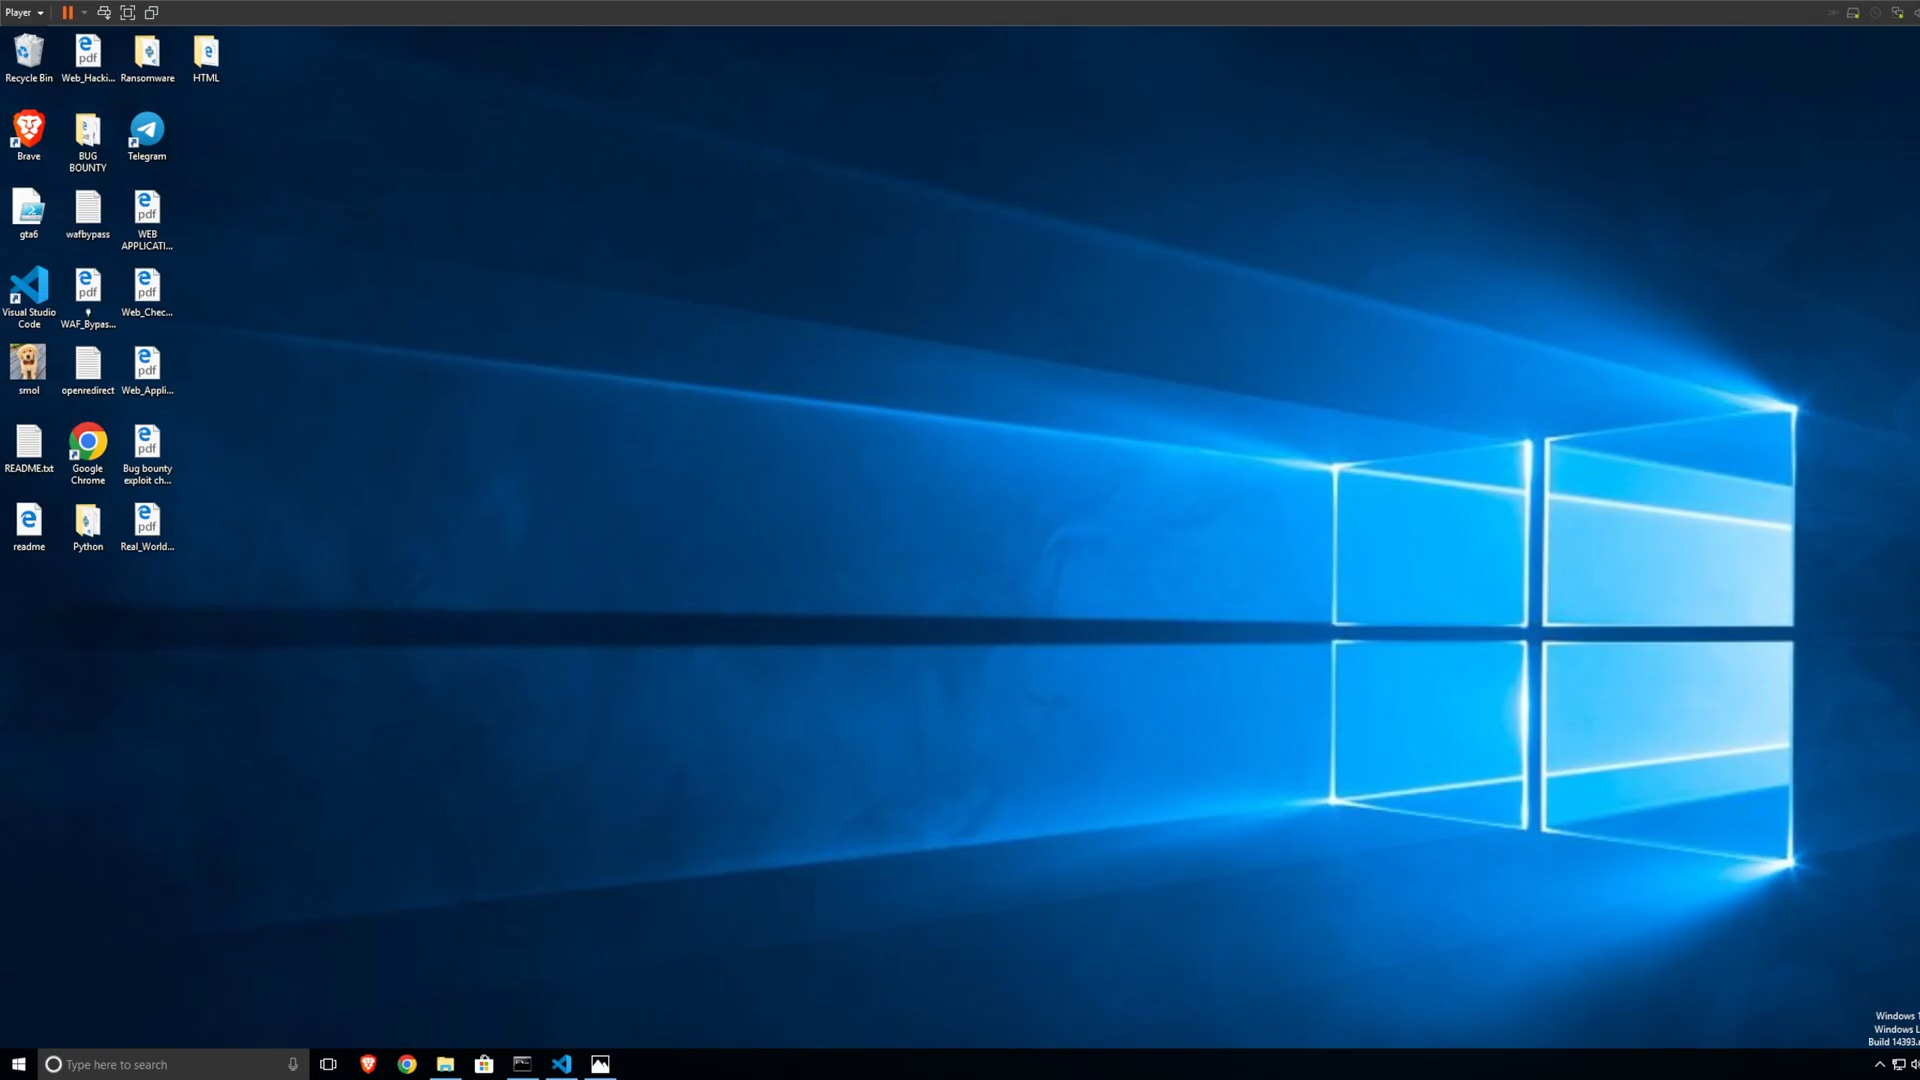 Player
Recycle Bin
Web_Hacki...
Ransomware
HTML
Brave
BUG
BOUNTY
Telegram
gta6
wafbypass
WEB
APPLICATI...
Visual Studio
Code
WAF_Bypas...
Web_Chec...
smol
openredirect
Web_Appli...
README.txt
Google
Chrome
Bug bounty
exploit ch...
readme
Python
Real_World...
Windows 1
Windows L
Build 14393.
Type here to search